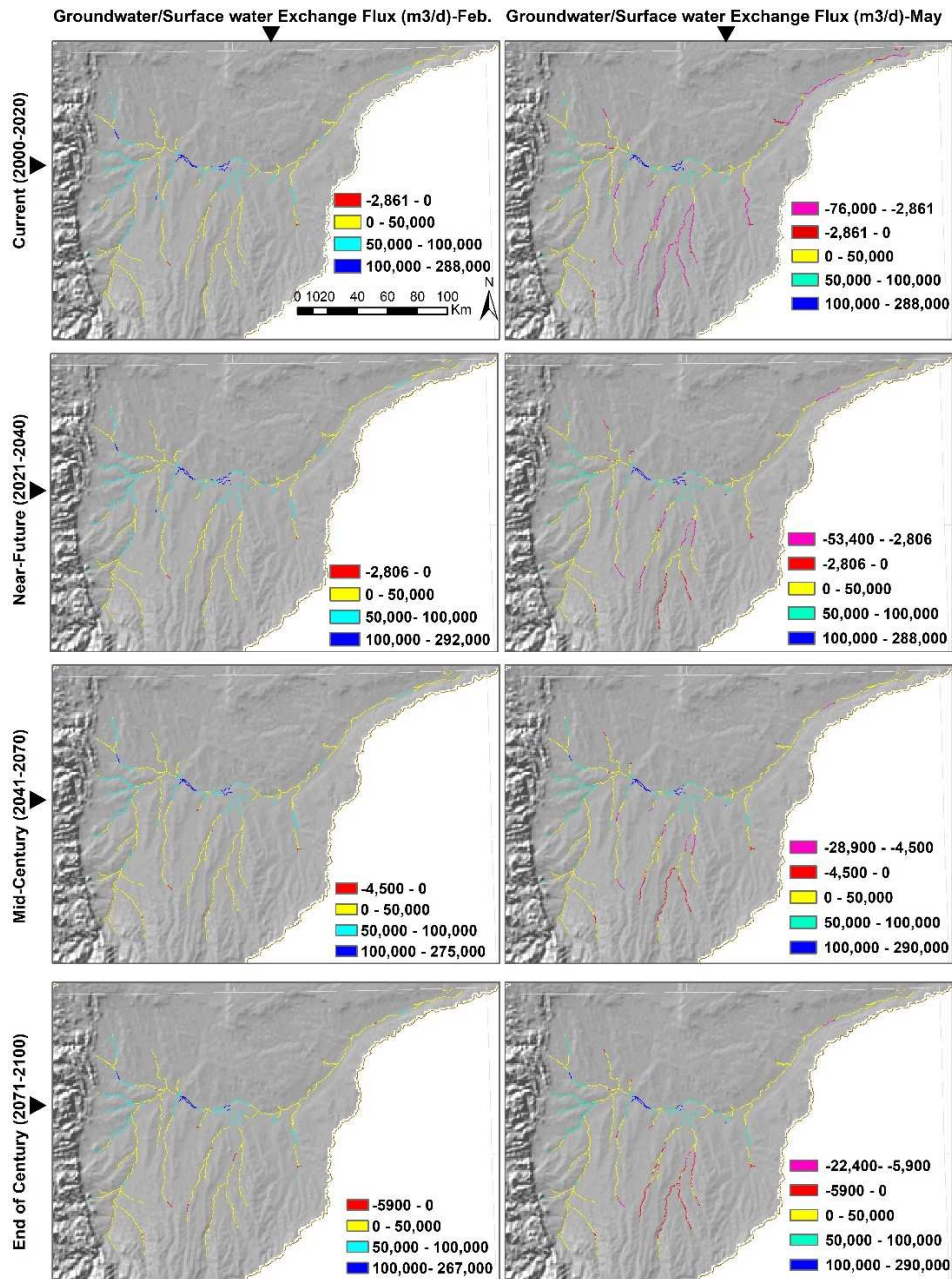 Groundwater/Surface water Exchange Flux (m3/d)-Feb.
Groundwater/Surface water Exchange Flux (m3/d)-May
Current (2000-2020)
-2,861 - 0
0 - 50,000
50,000 - 100,000
100,000 - 288,000
0 1020 40 60 80 100
Km
N
-76,000 - -2,861
-2,861 - 0
0 - 50,000
50,000 - 100,000
100,000 - 288,000
Near-Future (2021-2040)
-2,806 - 0
0 - 50,000
50,000- 100,000
100,000 - 292,000
-53,400 - -2,806
-2,806 - 0
0 - 50,000
50,000 - 100,000
100,000 - 288,000
Mid-Century (2041-2070)
-4,500 - 0
0 - 50,000
50,000 - 100,000
100,000 - 275,000
-28,900 - -4,500
-4,500 - 0
0 - 50,000
50,000 - 100,000
100,000 - 290,000
End of Century (2071-2100)
-5900 - 0
0 - 50,000
50,000 - 100,000
100,000- 267,000
-22,400- -5,900
-5900 - 0
0 - 50,000
50,000 - 100,000
100,000 - 290,000